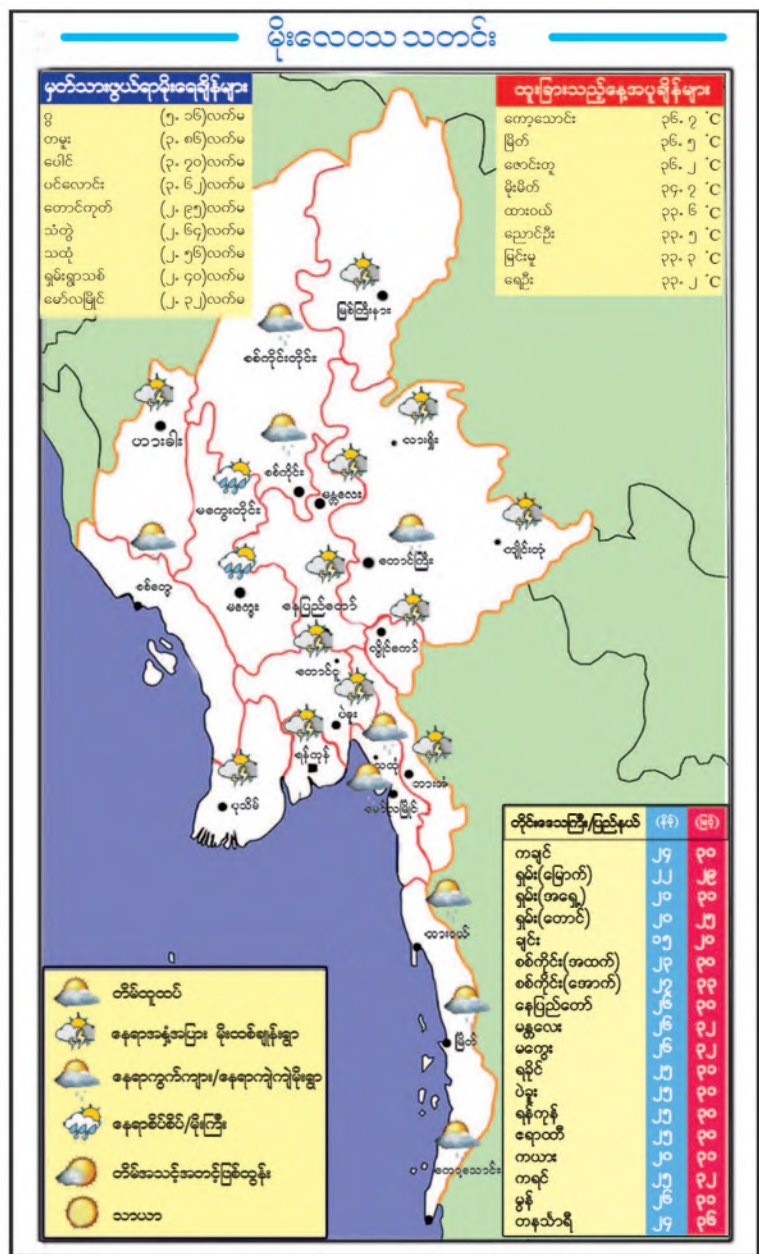 မိုးလေဝသ သတင်း
မှတ်သားဖွယ်ရာမိုးရေချိန်များ
ဂွ (၅.၁၆)လက်မ
တမူး (၃.၈၆)လက်မ
ပေါင် (၃.၇၀)လက်မ
ပင်လောင်း (၃.၆၂)လက်မ
တောင်ကုတ် (၂.၉၅)လက်မ
သံတွဲ (၂.၆၄)လက်မ
သထုံ (၂.၅၆)လက်မ
ရှမ်းရွာသစ် (၂.၄၀)လက်မ
မော်လမြိုင် (၂.၃၂)လက်မ
ထူးခြားသည့်နေ့အပူချိန်များ
ကော့သောင်း ၃၆.၇ °C
မြိတ် ၃၆.၅ °C
ဇောင်းတူ ၃၆.၂ °C
မိုးမိတ် ၃၄.၇ °C
ထားဝယ် ၃၃.၆ °C
ညောင်ဦး ၃၃.၅ °C
မြင်းမူ ၃၃.၃ °C
ရေဦး ၃၃.၂ °C
မြစ်ကြီးနား
စစ်ကိုင်းတိုင်း
ဟားခါး
လားရှိုး
စစ်ကိုင်း
မန္တလေး
မကွေးတိုင်း
ကျိုင်းတုံ
တောင်ကြီး
စစ်တွေ
မကွေး
နေပြည်တော်
လွိုင်ကော်
တောင်ငူ
ပဲခူး
ရန်ကုန်
သထုံ
ဘားအံ
ပုသိမ်
မော်လမြိုင်
ထားဝယ်
မြိတ်
ကော့သောင်း
တိမ်ထူထပ်
နေရာအနှံ့အပြား မိုးထစ်ချုန်းရွာ
နေရာကွက်ကျား/နေရာကျဲကျဲမိုးရွာ
နေရာစိပ်စိပ်/မိုးကြီး
တိမ်အသင့်အတင့်ဖြစ်ထွန်း
သာယာ
တိုင်းဒေသကြီး/ပြည်နယ် (နိမ့်) (မြင့်)
ကချင် ၂၄ ၃၀
ရှမ်း(မြောက်) ၂၂ ၂၉
ရှမ်း(အရှေ့) ၂၀ ၃၀
ရှမ်း(တောင်) ၂၀ ၂၅
ချင်း ၁၅ ၂၀
စစ်ကိုင်း(အထက်) ၂၃ ၃၀
စစ်ကိုင်း(အောက်) ၂၇ ၃၃
နေပြည်တော် ၂၆ ၃၀
မန္တလေး ၂၆ ၃၂
မကွေး ၂၆ ၃၂
ရခိုင် ၂၅ ၃၀
ပဲခူး ၂၅ ၃၀
ရန်ကုန် ၂၅ ၃၀
ဧရာဝတီ ၂၅ ၃၀
ကယား ၂၀ ၃၀
ကရင် ၂၅ ၃၂
မွန် ၂၆ ၃၀
တနင်္သာရီ ၂၄ ၃၆